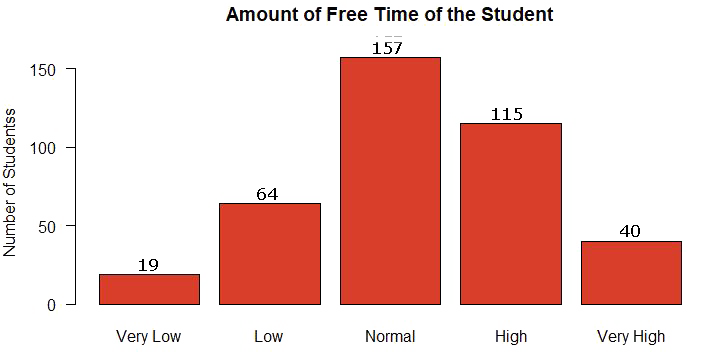 Amount of Free Time of the Student
Number of Studentss
150
100
50
0
19
64
157
115
40
Very Low
Low
Normal
High
Very High